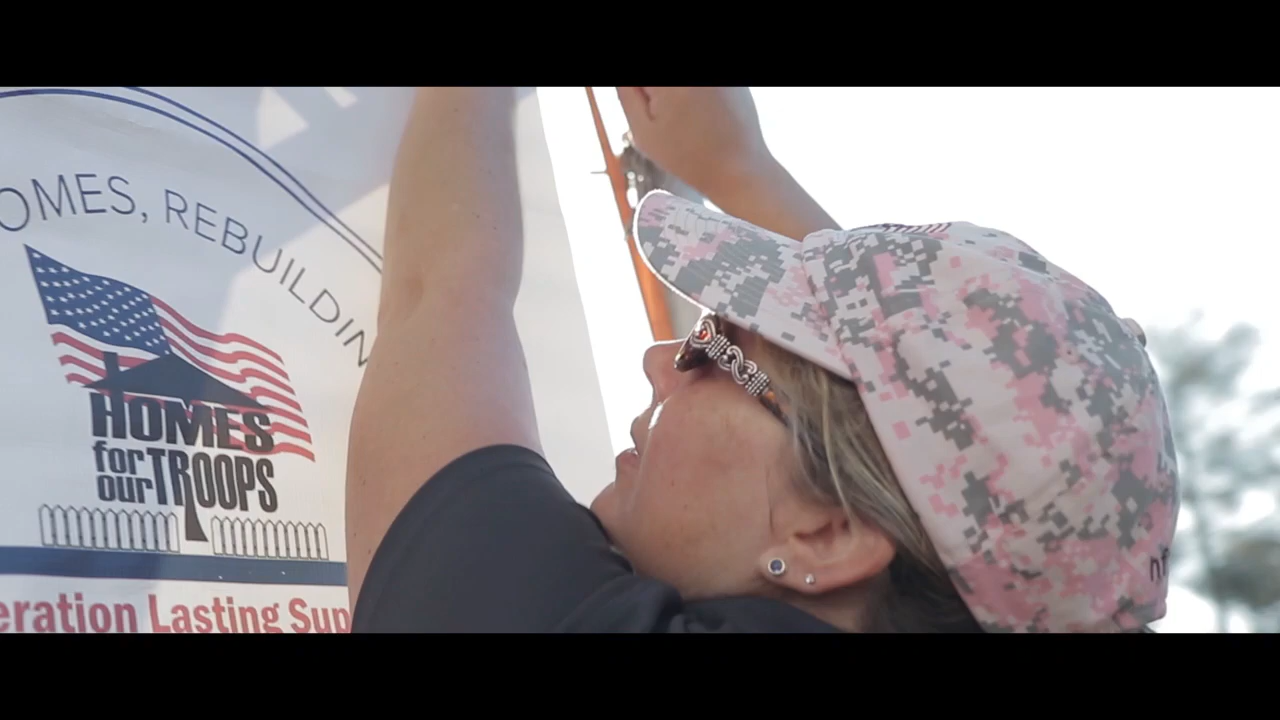 OMES, REBUILDIN
HOMES
for
our TROOPS
eration Lasting Sup